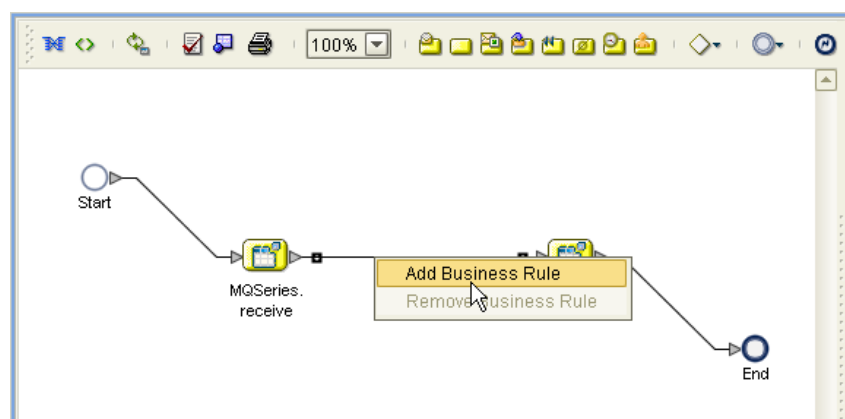 100%
Start
Add Business Rule
Remove Business Rule
MQSeries.
receive
End